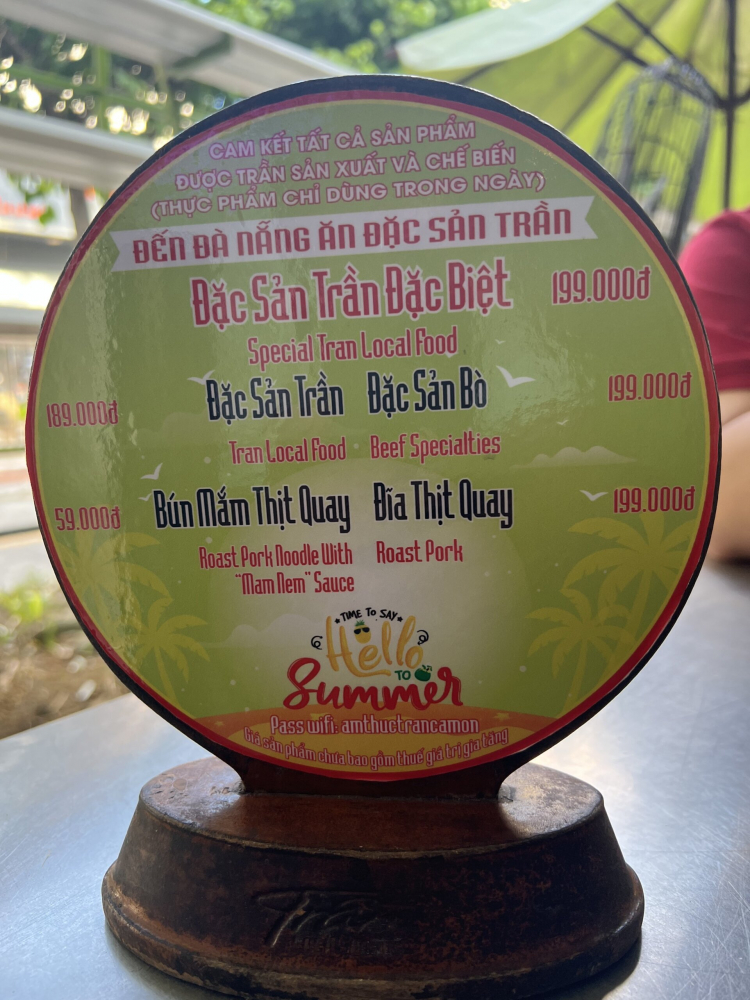 CAM KẾT TẤT CẢ SẢN PHẨM
ĐƯỢC TRẦN SẢN XUẤT VÀ CHẾ BIẾN
(THỰC PHẨM CHỈ DÙNG TRONG NGÀY)
ĐẾN ĐÀ NẴNG ĂN ĐẶC SẢN TRẦN
Đặc Sản Trần Đặc Biệt 199.000đ
Special Tran Local Food
189.000đ Đặc Sản Trần Đặc Sản Bò 199.000đ
Tran Local Food Beef Specialties
59.000đ Bún Mắm Thịt Quay Đĩa Thịt Quay 199.000đ
Roast Pork Noodle With Roast Pork
"Mam Nem" Sauce
TIME TO SAY
Hello
TO
Summer
Pass wifi: amthuctrancamon
Giá sản phẩm chưa bao gồm thuế giá trị gia tăng
Trần